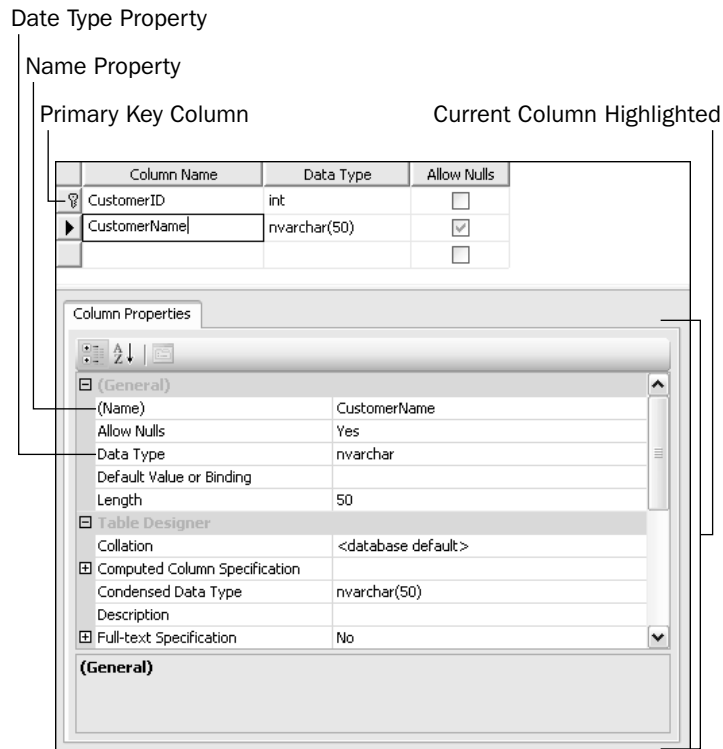 Date Type Property
Name Property
Primary Key Column Current Column Highlighted
Column Name Data Type Allow Nulls
CustomerID int
CustomerName nvarchar(50)
Column Properties
A
Z
(General)
(Name) CustomerName
Allow Nulls Yes
Data Type nvarchar
Default Value or Binding
Length 50
Table Designer
Collation <database default>
Computed Column Specification
Condensed Data Type nvarchar(50)
Description
Full-text Specification No
(General)